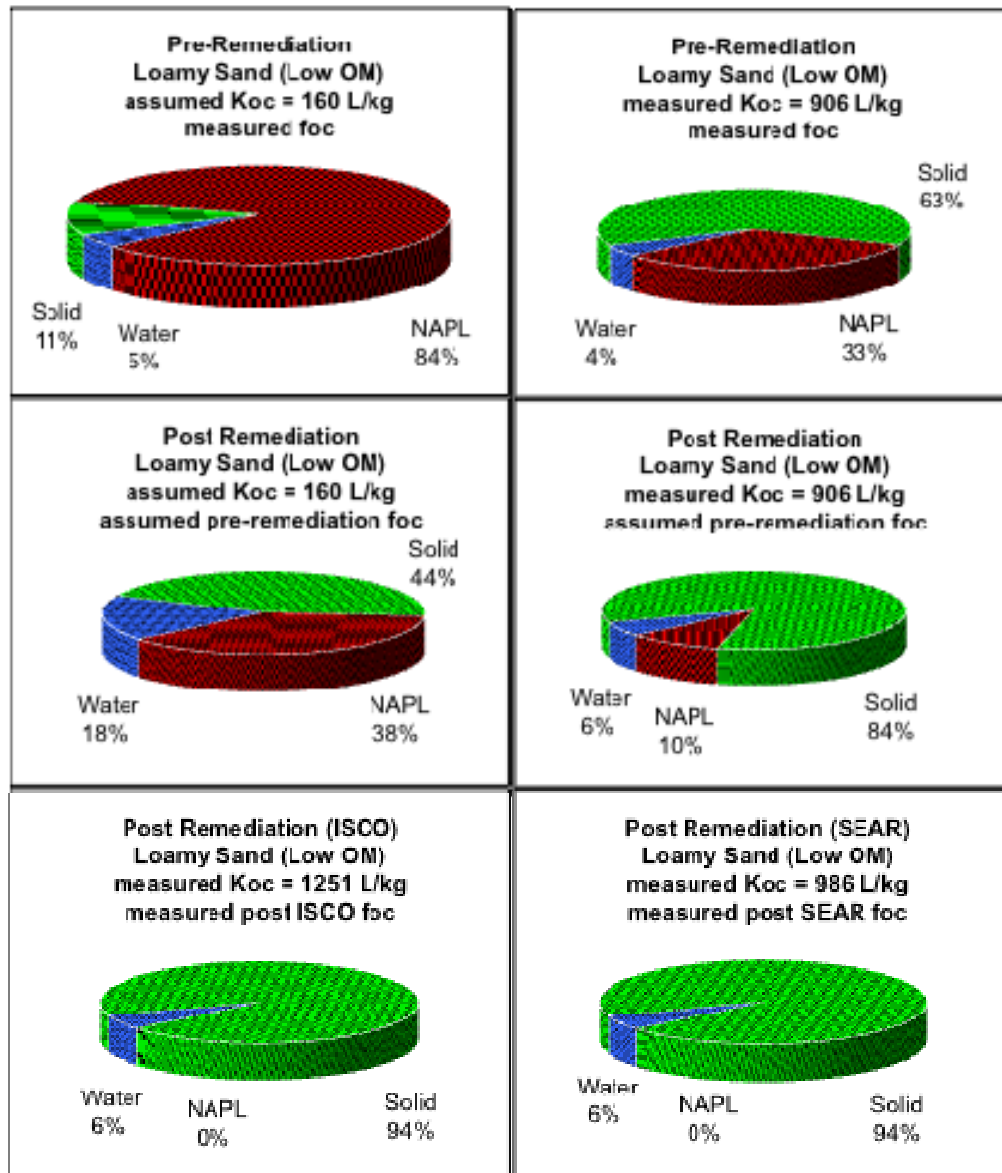 Pre-Remediation
Loamy Sand (Low OM)
assumed Koc = 160 L/kg
measured foc
Solid
11%
Water
5%
NAPL
84%
Pre-Remediation
Loamy Sand (Low OM)
measured Koc = 906 L/kg
measured foc
Solid
63%
Water
4%
NAPL
33%
Post Remediation
Loamy Sand (Low OM)
assumed Koc = 160 L/kg
assumed pre-remediation foc
Solid
44%
Water
18%
NAPL
38%
Post Remediation
Loamy Sand (Low OM)
measured Koc = 906 L/kg
assumed pre-remediation foc
Water
6%
NAPL
10%
Solid
84%
Post Remediation (ISCO)
Loamy Sand (Low OM)
measured Koc = 1251 L/kg
measured post ISCO foc
Water
6%
NAPL
0%
Solid
94%
Post Remediation (SEAR)
Loamy Sand (Low OM)
measured Koc = 986 L/kg
measured post SEAR foc
Water
6%
NAPL
0%
Solid
94%